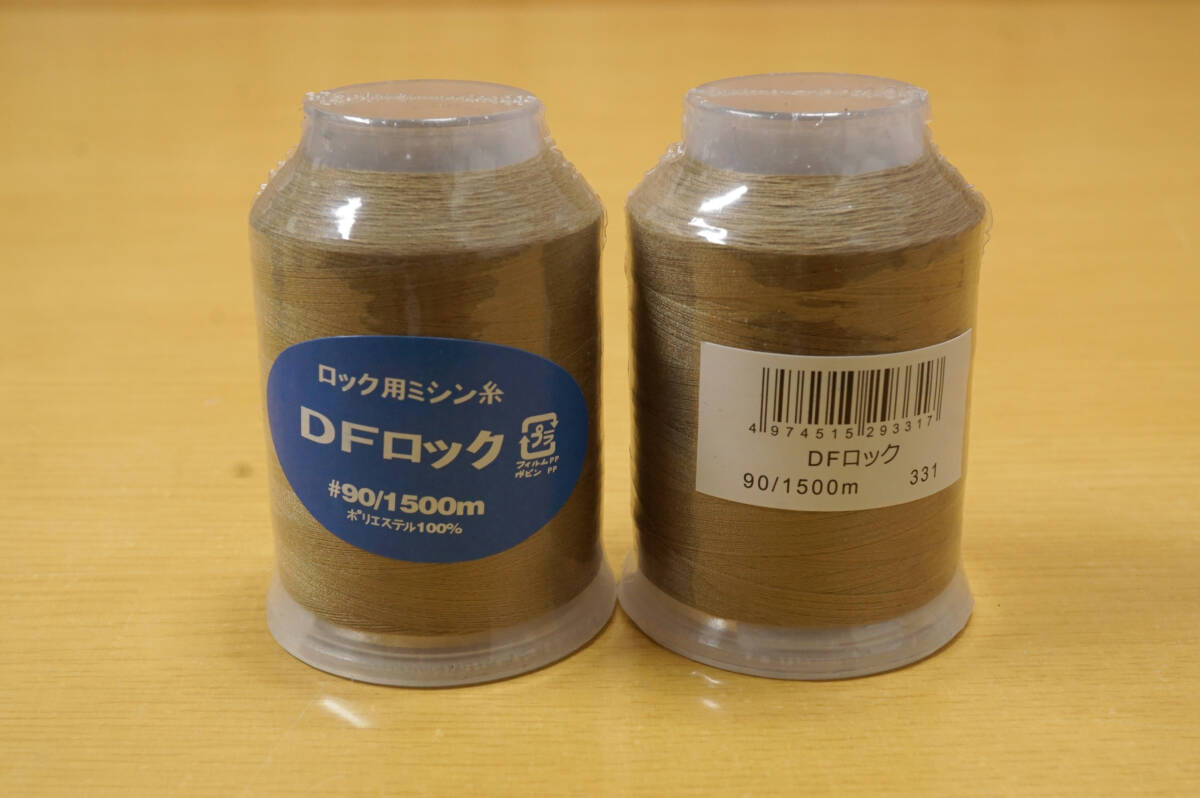 ロック用ミシン糸
DFロック
プラ
フィルムPP
ボビン PP
#90/1500m
ポリエステル100%
4 974515 293317
DFロック
90/1500m 331